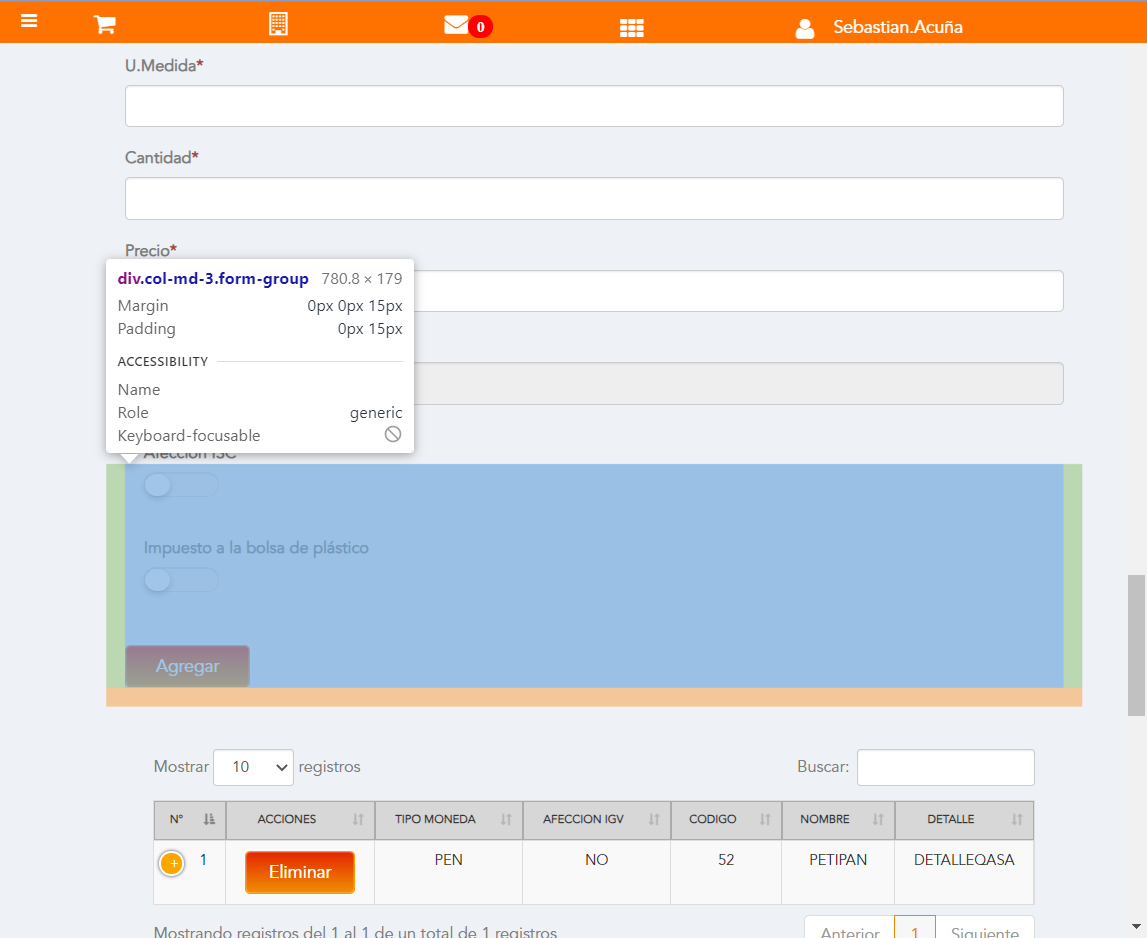 0 Sebastian.Acuña
U.Medida*
Cantidad*
Precio*
div.col-md-3.form-group 780.8 × 179
Margin 0px 0px 15px
Padding 0px 15px
ACCESSIBILITY
Name
Role generic
Keyboard-focusable
Afeccion ISC
Impuesto a la bolsa de plástico
Agregar
Mostrar 10 registros Buscar:
N° ACCIONES TIPO MONEDA AFECCION IGV CODIGO NOMBRE DETALLE
+ 1 Eliminar PEN NO 52 PETIPAN DETALLEQASA
Mostrando registros del 1 al 1 de un total de 1 registros Anterior 1 Siguiente